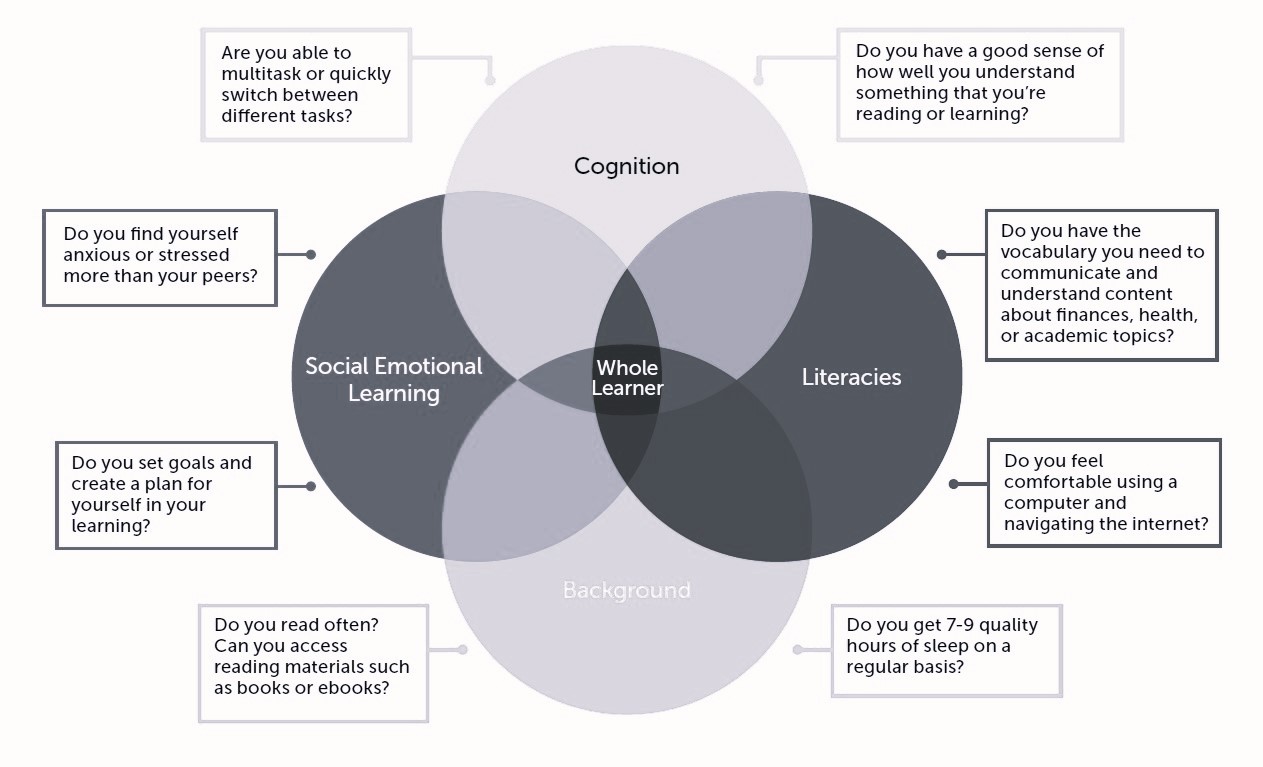 Are you able to
multitask or quickly
switch between
different tasks?
Do you have a good sense of
how well you understand
something that you're
reading or learning?
Cognition
Do you find yourself
anxious or stressed
more than your peers?
Do you have the
vocabulary you need to
communicate and
understand content
about finances, health,
or academic topics?
Social Emotional
Learning
Whole
Learner
Literacies
Do you set goals and
create a plan for
yourself in your
learning?
Do you feel
comfortable using a
computer and
navigating the internet?
Background
Do you read often?
Can you access
reading materials such
as books or ebooks?
Do you get 7-9 quality
hours of sleep on a
regular basis?